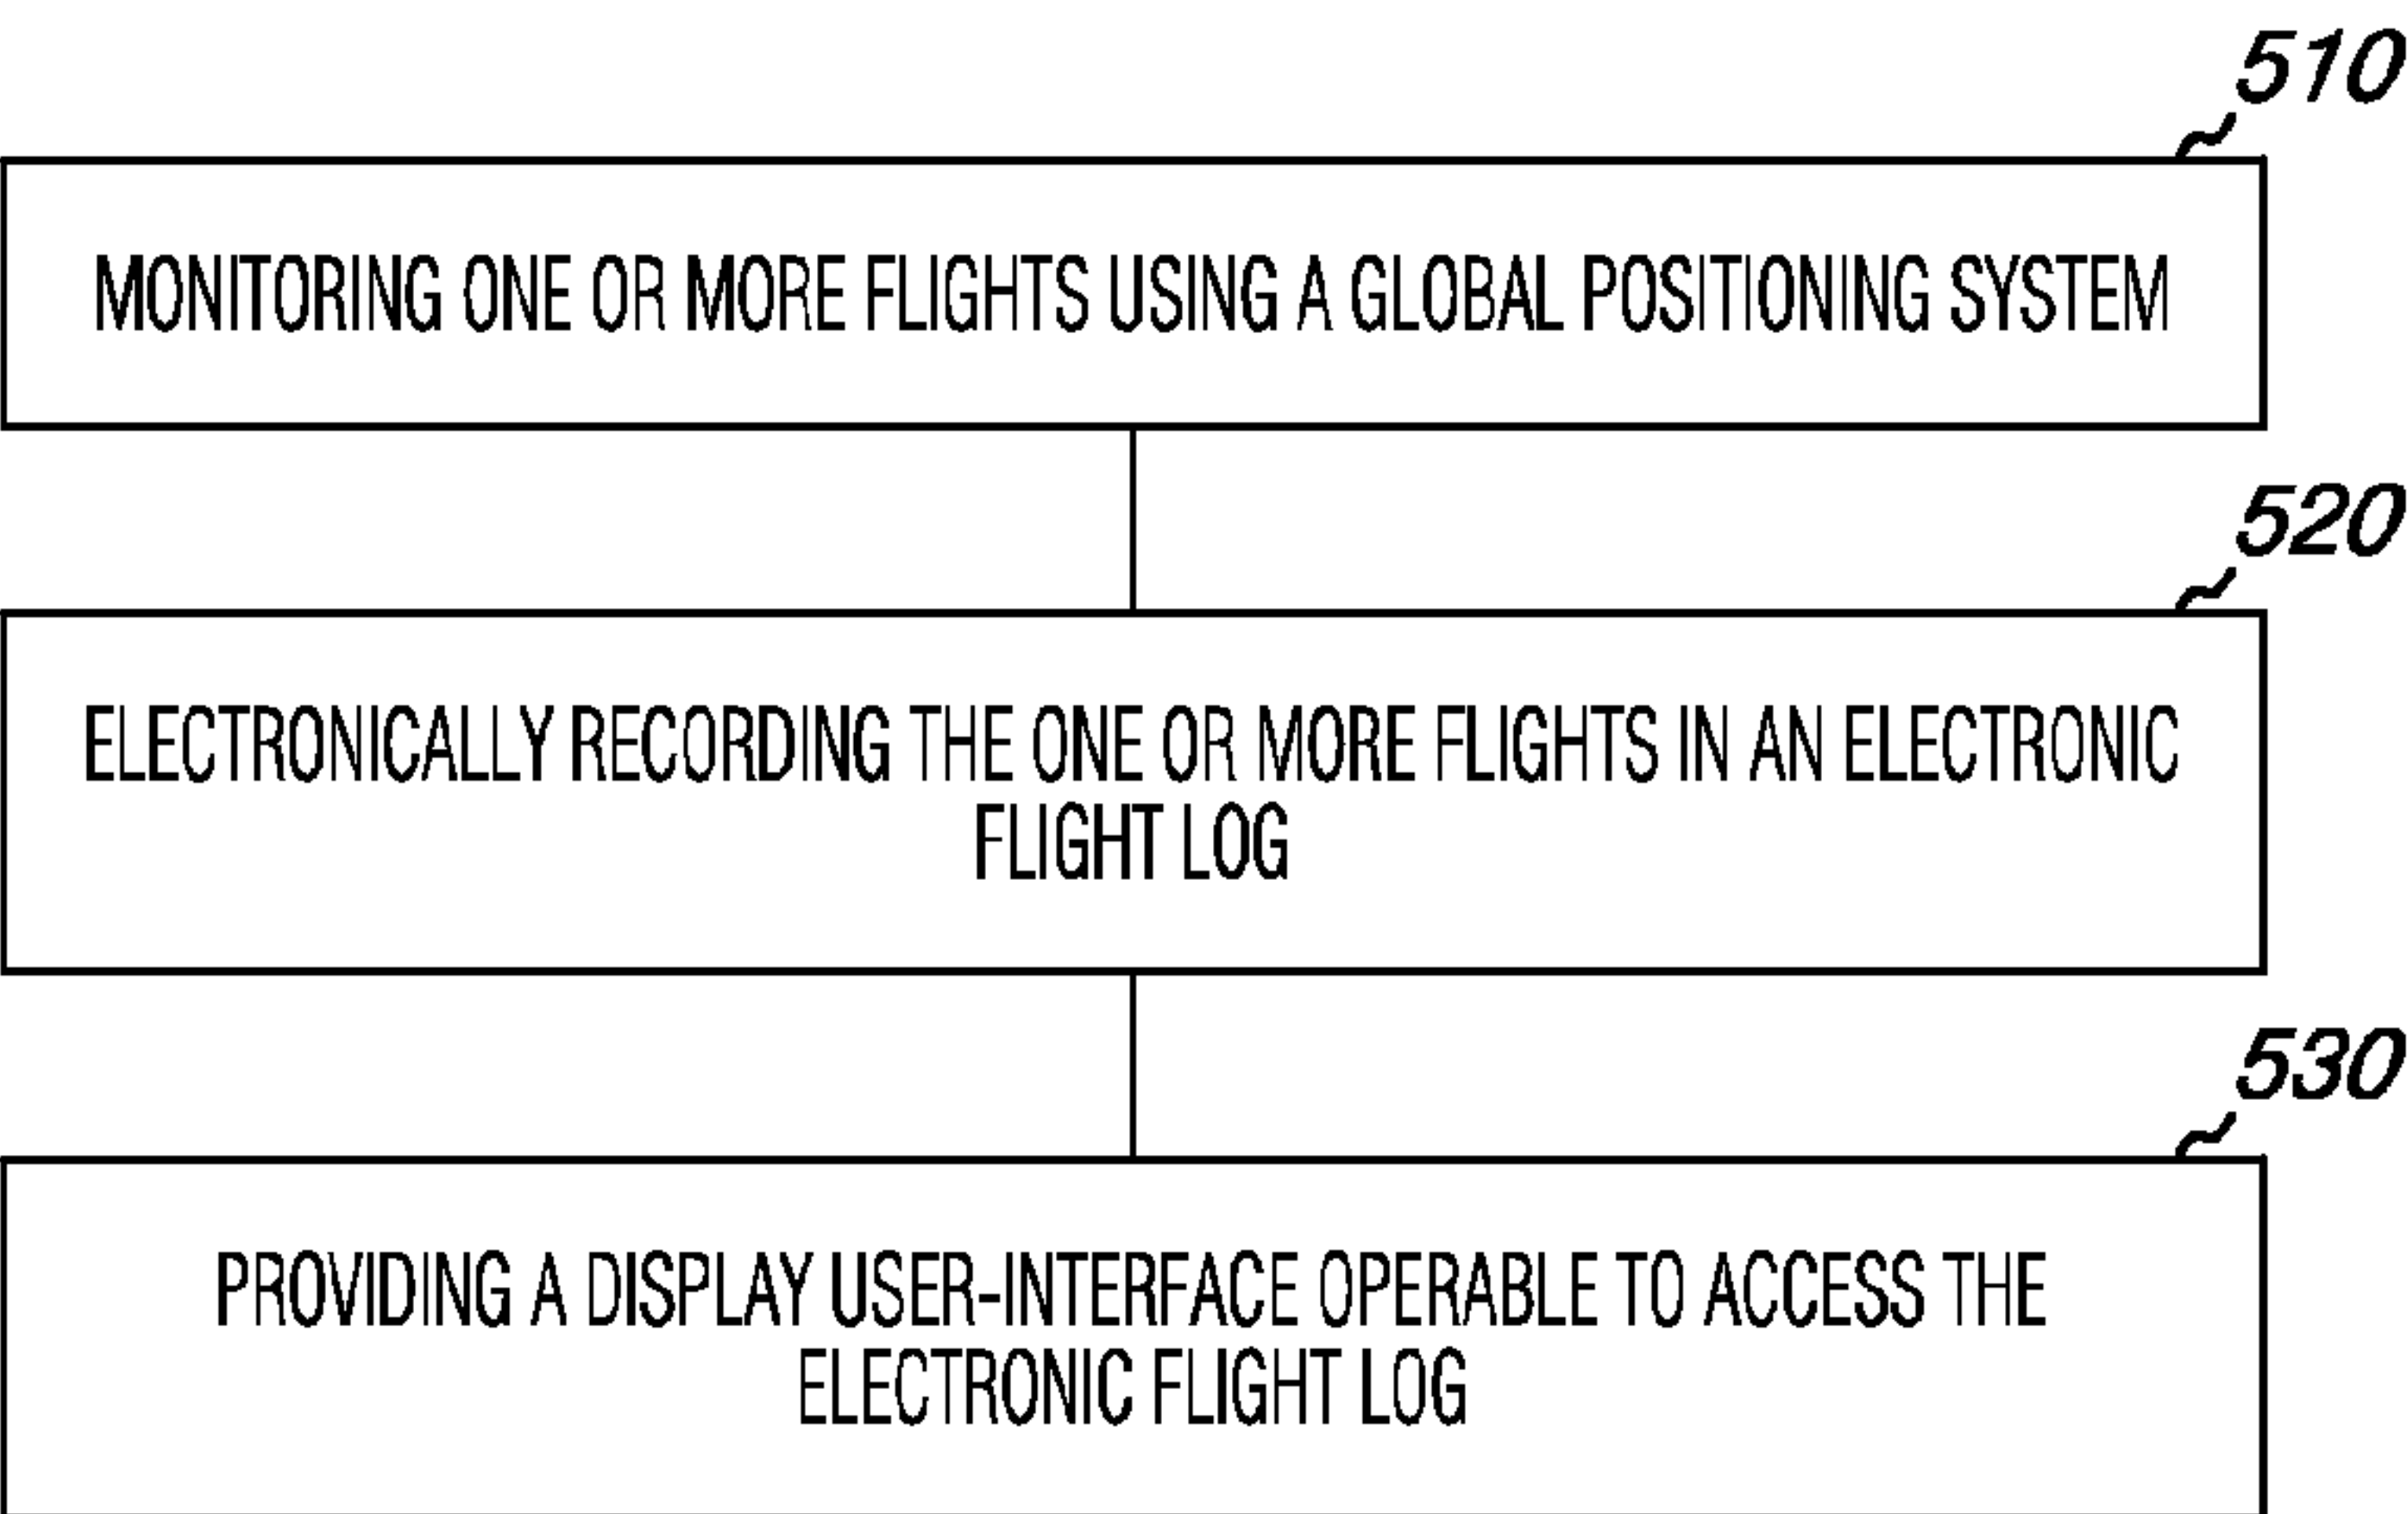 510
MONITORING ONE OR MORE FLIGHTS USING A GLOBAL POSITIONING SYSTEM
520
ELECTRONICALLY RECORDING THE ONE OR MORE FLIGHTS IN AN ELECTRONIC
FLIGHT LOG
530
PROVIDING A DISPLAY USER-INTERFACE OPERABLE TO ACCESS THE
ELECTRONIC FLIGHT LOG